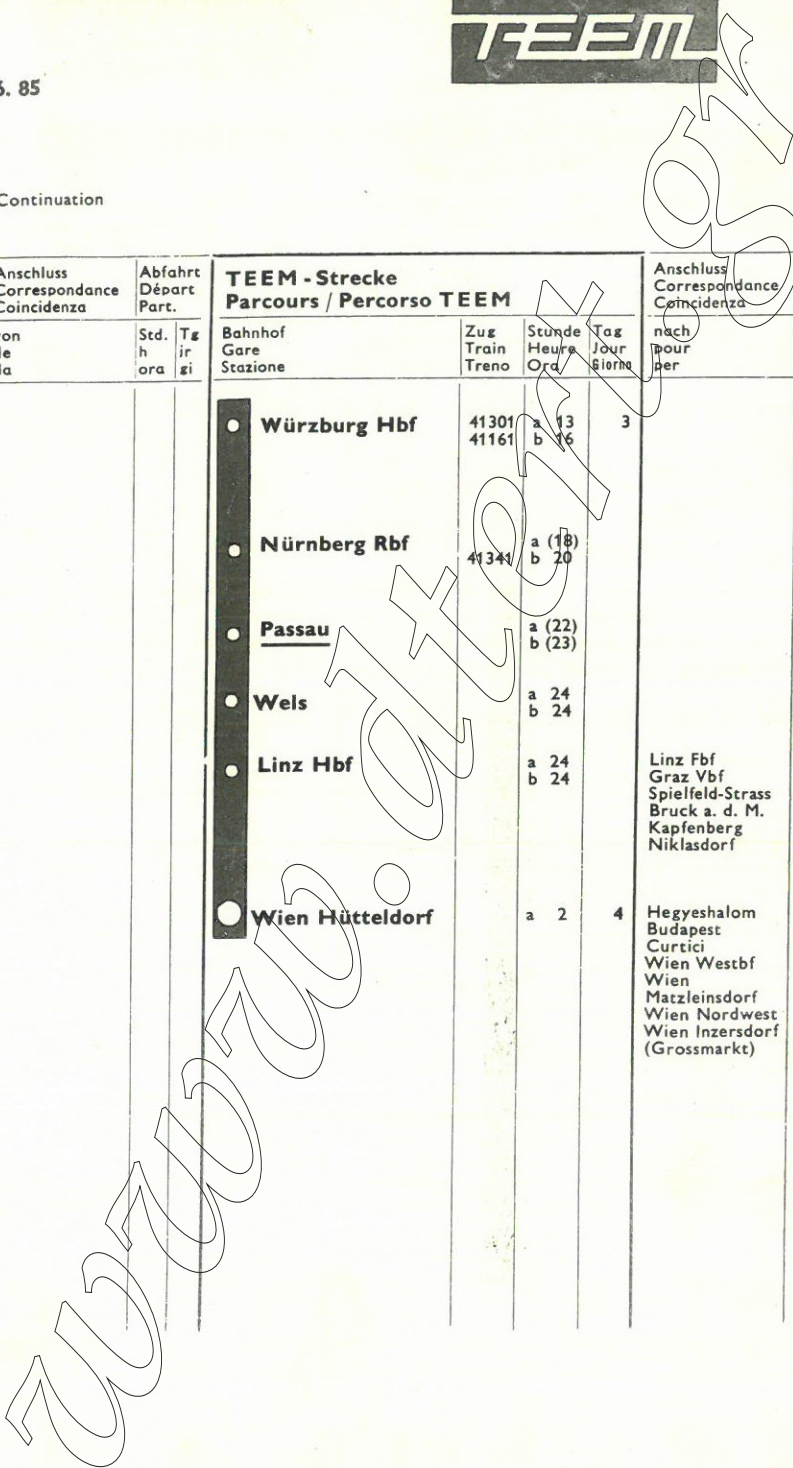 TEEM
6. 85
Continuation
Anschluss
Correspondance
Coincidenza
Abfahrt
Départ
Part.
TEEM - Strecke
Parcours / Percorso TEEM
Anschluss
Correspondance
Coincidenza
Std. Tg
h jr
ora gi
Bahnhof
Gare
Stazione
Zug
Train
Treno
Stunde
Heure
Ora
Tag
Jour
Giorno
nach
pour
per
Würzburg Hbf 41301 a 13 3
41161 b 16
Nürnberg Rbf a (18)
41341 b 20
Passau a (22)
b (23)
Wels a 24
b 24
Linz Hbf a 24 Linz Fbf
b 24 Graz Vbf
Spielfeld-Strass
Bruck a. d. M.
Kapfenberg
Niklasdorf
Wien Hütteldorf a 2 4 Hegyeshalom
Budapest
Curtici
Wien Westbf
Wien
Matzleinsdorf
Wien Nordwest
Wien Inzersdorf
(Grossmarkt)
www.dtert.gr